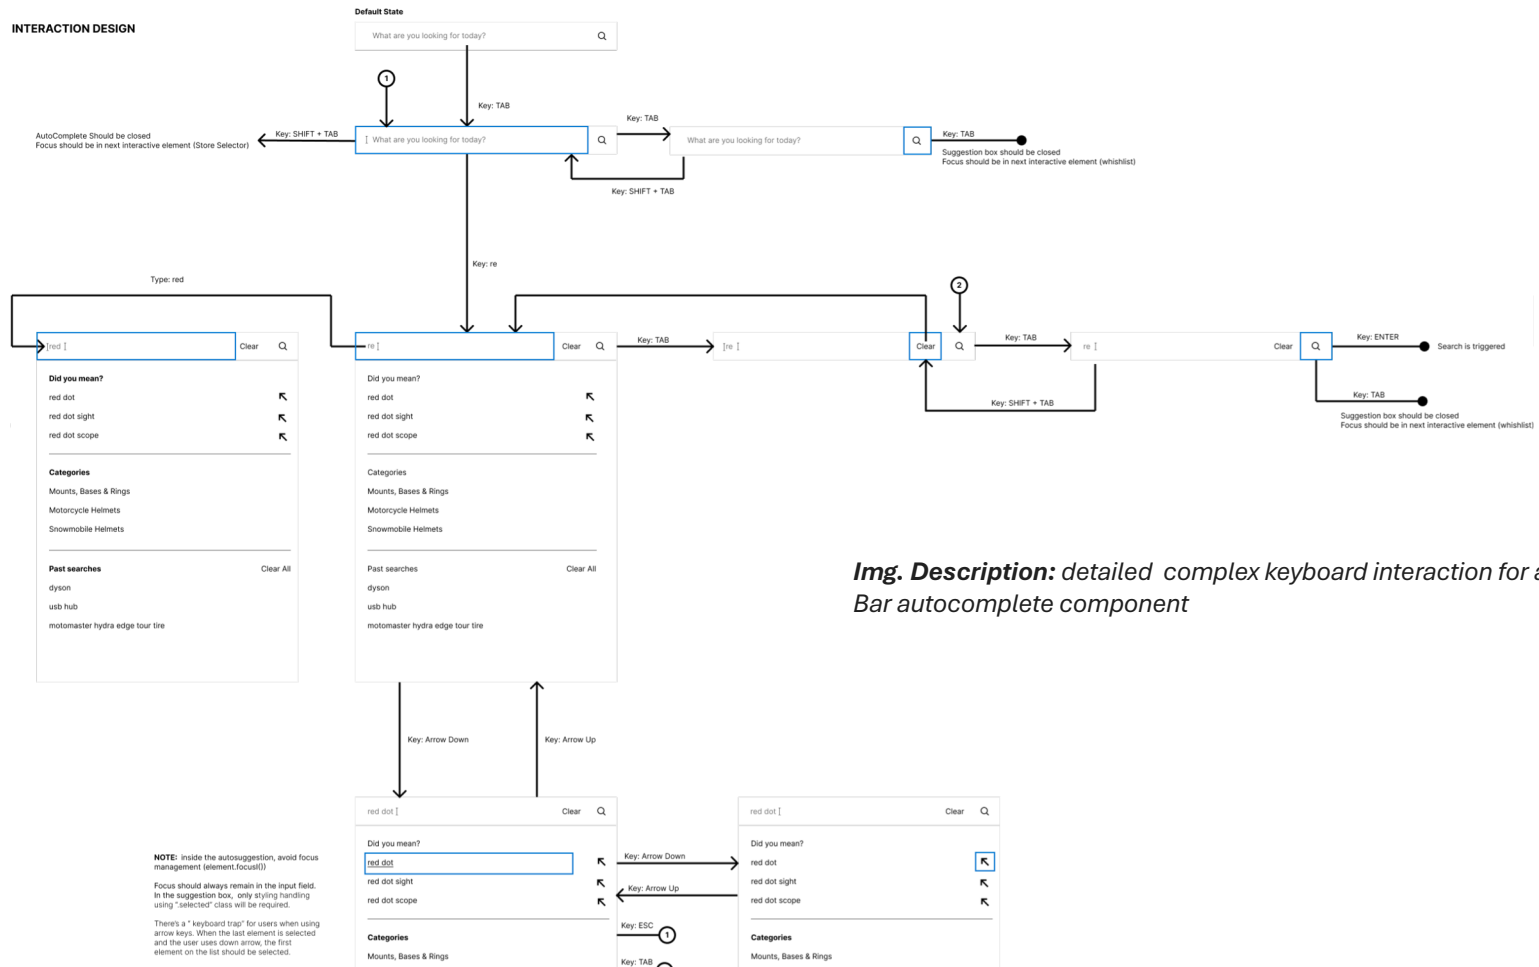 Default State
INTERACTION DESIGN
What are you looking for today?
1
Key: TAB
Key: TAB
AutoComplete Should be closed
Focus should be in next interactive element (Store Selector)
Key: SHIFT + TAB
What are you looking for today?
What are you looking for today?
Key: TAB
Suggestion box should be closed
Focus should be in next interactive element (whishlist)
Key: SHIFT + TAB
Key: re
Type: red
2
red
Clear
re
Clear
Key: TAB
re
Clear
Key: TAB
re
Clear
Key: ENTER
Search is triggered
Key: SHIFT + TAB
Key: TAB
Suggestion box should be closed
Focus should be in next interactive element (whishlist)
Did you mean?
red dot
red dot sight
red dot scope
Categories
Mounts, Bases & Rings
Motorcycle Helmets
Snowmobile Helmets
Past searches
Clear All
dyson
usb hub
motomaster hydra edge tour tire
Did you mean?
red dot
red dot sight
red dot scope
Categories
Mounts, Bases & Rings
Motorcycle Helmets
Snowmobile Helmets
Past searches
Clear All
dyson
usb hub
motomaster hydra edge tour tire
Img. Description: detailed complex keyboard interaction for a
Bar autocomplete component
Key: Arrow Down
Key: Arrow Up
NOTE: inside the autosuggestion, avoid focus
management (element.focusl())
Focus should always remain in the input field.
In the suggestion box, only styling handling
using ".selected" class will be required.
There's a " keyboard trap" for users when using
arrow keys. When the last element is selected
and the user uses down arrow, the first
element on the list should be selected.
red dot
Clear
Did you mean?
red dot
red dot sight
red dot scope
Categories
Mounts, Bases & Rings
Key: Arrow Down
Key: Arrow Up
Key: ESC
1
Key: TAB
red dot
Clear
Did you mean?
red dot
red dot sight
red dot scope
Categories
Mounts, Bases & Rings